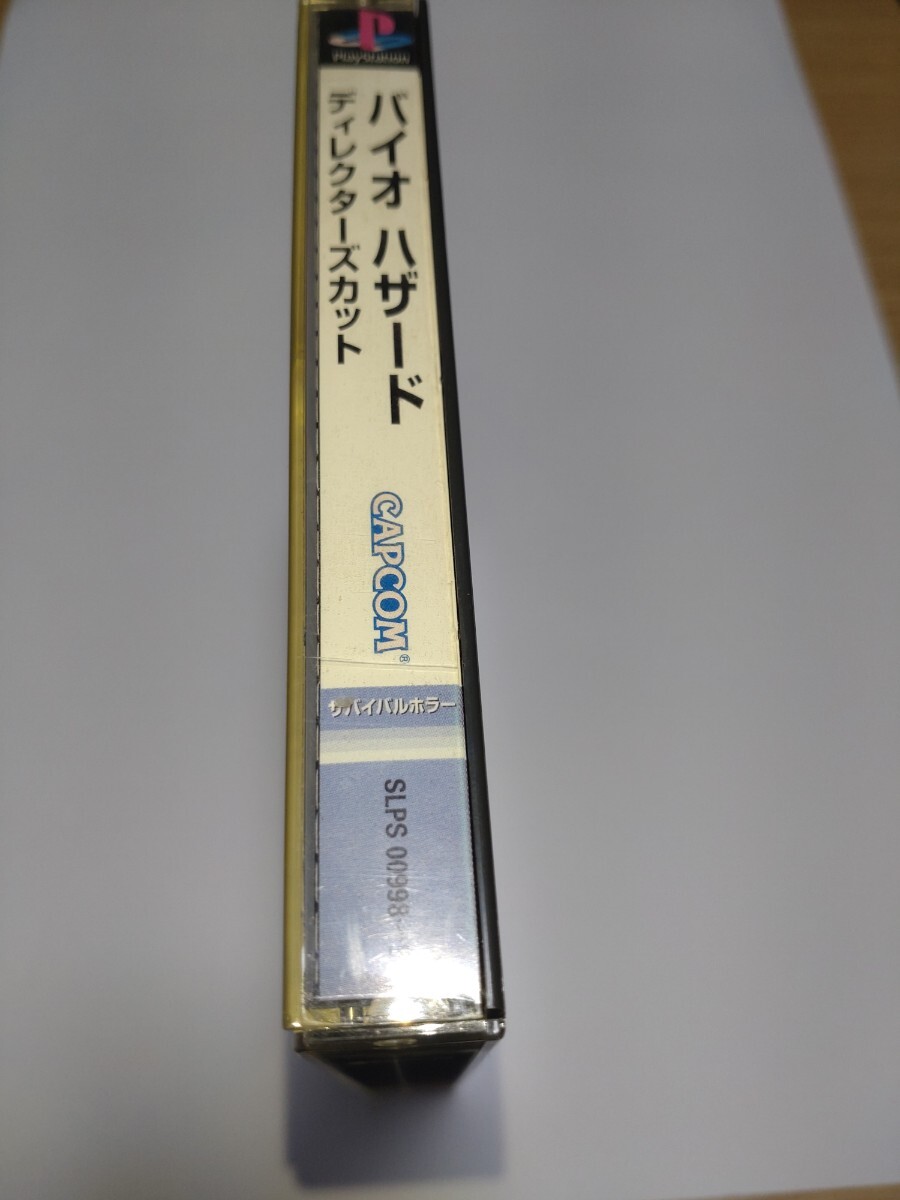 PlayStation
バイオ ハザード
ディレクターズカット
CAPCOM®
サバイバルホラー
SLPS 00998~